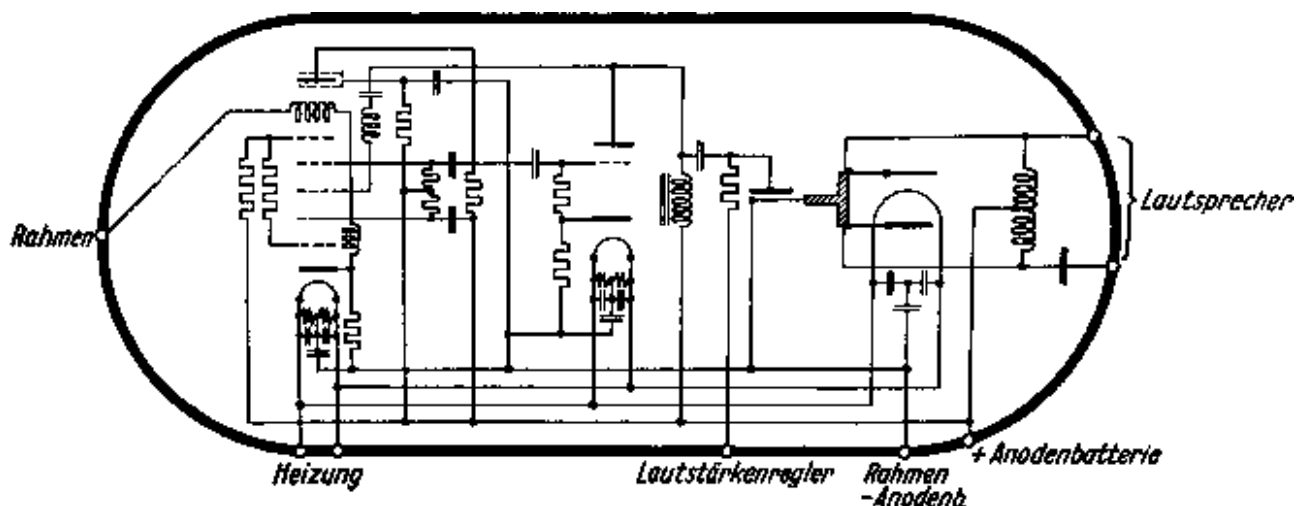 Lautsprecher
Rahmen
Heizung
Lautstärkenregler
Rahmen
-Anodenb.
+ Anodenbatterie